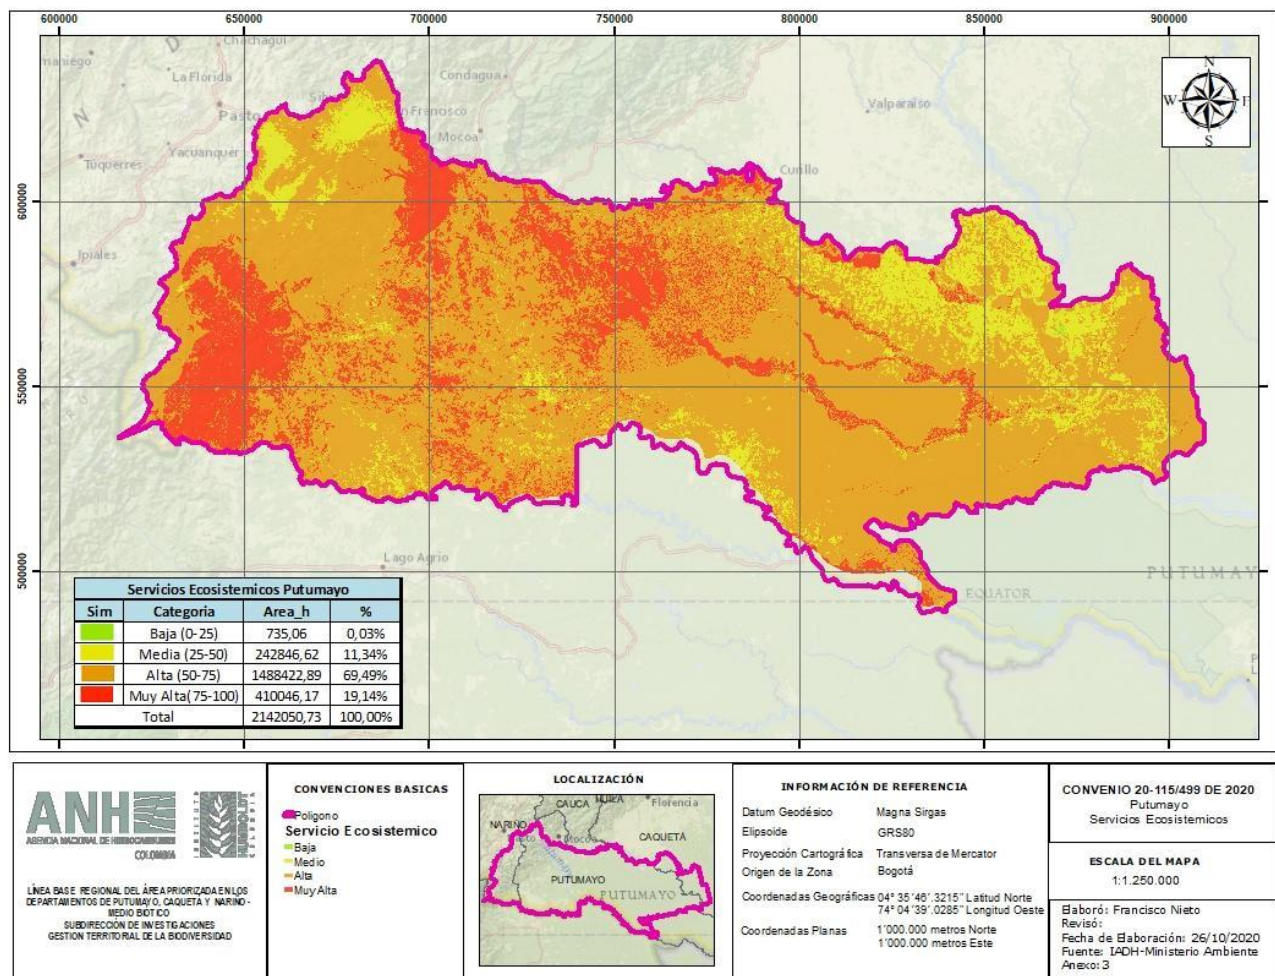 600000 650000 700000 750000 800000 850000 900000
Chachagüí
La Florida
Condagua
Pasto
Valparaíso
Mocoa
Yacuanquer
Túquerres
Curillo
600000
Ipiales
550000
Lago Agrio
500000
PUTUMAY
EQUATOR
N
W
S
Servicios Ecosistemicos Putumayo
Sim Categoria Area_h %
Baja (0-25) 735,06 0,03%
Media (25-50) 242846,62 11,34%
Alta (50-75) 1488422,89 69,49%
Muy Alta(75-100) 410046,17 19,14%
Total 2142050,73 100,00%
ANH
AGENCIA NACIONAL DE HIDROCARBUROS
COLOMBIA
INSTITUTO
HUMBOLDT
COLOMBIA
LÍNEA BASE REGIONAL DEL ÁREA PRIORIZADA EN LOS
DEPARTAMENTOS DE PUTUMAYO, CAQUETA Y NARIÑO -
MEDIO BIOTICO
SUBDIRECCIÓN DE INVESTIGACIONES
GESTION TERRITORIAL DE LA BIODIVERSIDAD
CONVENCIONES BASICAS
Poligono
Servicio Ecosistemico
Baja
Medio
Alta
Muy Alta
LOCALIZACIÓN
CAUCA
HUILA
Florencia
NARIÑO
Mocoa
CAQUETÁ
PUTUMAYO
PUTUMAYO
INFORMACIÓN DE REFERENCIA
Datum Geodésico Magna Sirgas
Elipsoide GRS80
Proyección Cartográfica Transversa de Mercator
Origen de la Zona Bogotá
Coordenadas Geográficas 04° 35'46'.3215" Latitud Norte
74° 04'39'.0285" Longitud Oeste
Coordenadas Planas 1'000.000 metros Norte
1'000.000 metros Este
CONVENIO 20-115/499 DE 2020
Putumayo
Servicios Ecosistemicos
ESCALA DEL MAPA
1:1.250.000
Elaboró: Francisco Nieto
Revisó:
Fecha de Elaboración: 26/10/2020
Fuente: IADH-Ministerio Ambiente
Anexo: 3